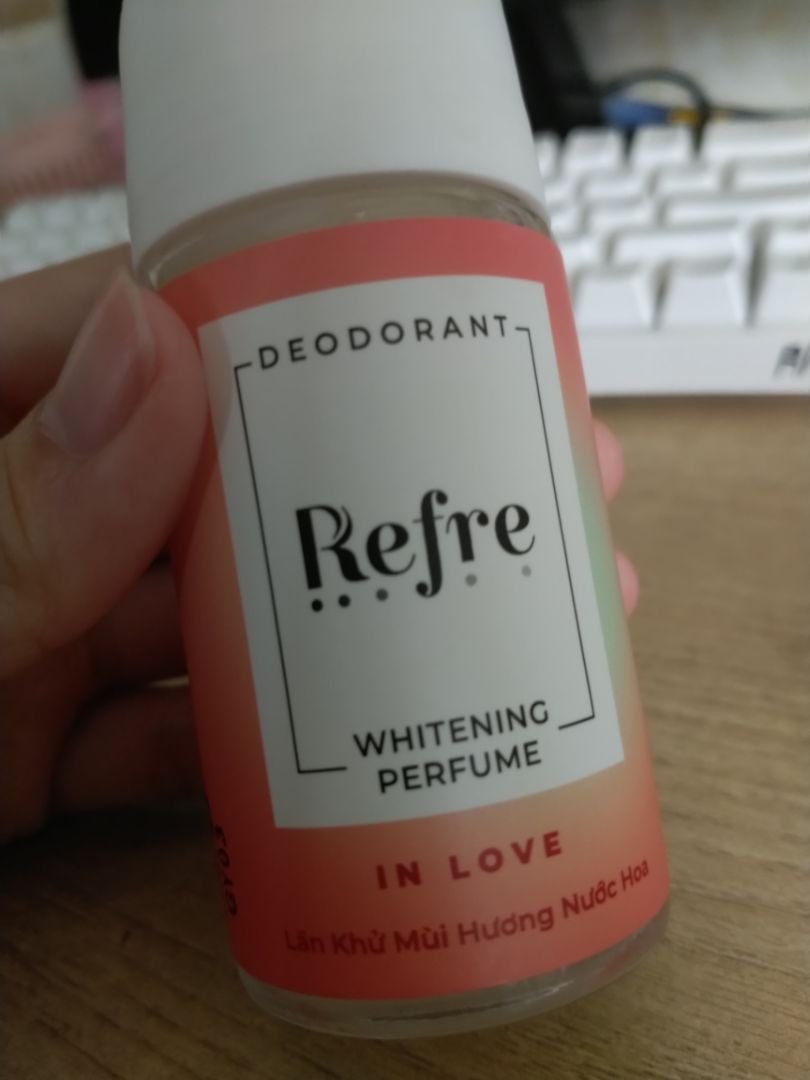 DEODORANT
Refre
WHITENING
PERFUME
IN LOVE
Lăn Khử Mùi Hương Nước Hoa